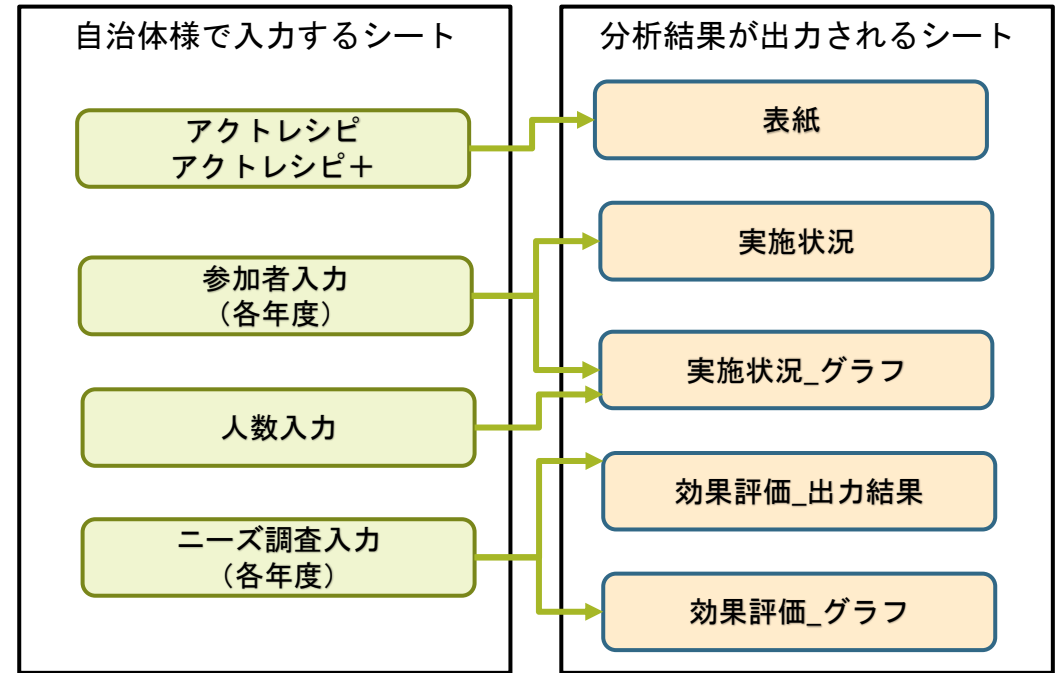 自治体様で入力するシート
アクトレシピ
アクトレシピ＋
参加者入力
（各年度）
人数入力
ニーズ調査入力
（各年度）
分析結果が出力されるシート
表紙
実施状況
実施状況_グラフ
効果評価_出力結果
効果評価_グラフ